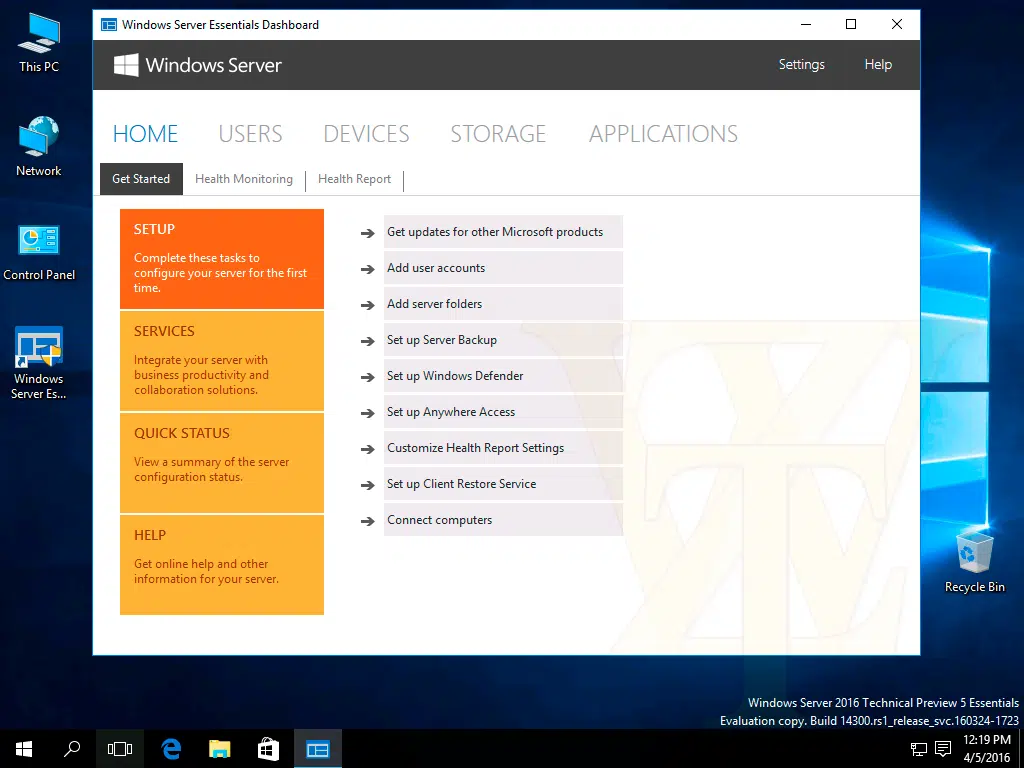 Windows Server Essentials Dashboard
Windows Server
Settings
Help
HOME
USERS
DEVICES
STORAGE
APPLICATIONS
Get Started
Health Monitoring
Health Report
SETUP
Complete these tasks to
configure your server for the first
time.
SERVICES
Integrate your server with
business productivity and
collaboration solutions.
QUICK STATUS
View a summary of the server
configuration status.
HELP
Get online help and other
information for your server.
Get updates for other Microsoft products
Add user accounts
Add server folders
Set up Server Backup
Set up Windows Defender
Set up Anywhere Access
Customize Health Report Settings
Set up Client Restore Service
Connect computers
This PC
Network
Control Panel
Windows
Server Es...
Recycle Bin
Windows Server 2016 Technical Preview 5 Essentials
Evaluation copy. Build 14300.rs1_release_svc.160324-1723
12:19 PM
4/5/2016